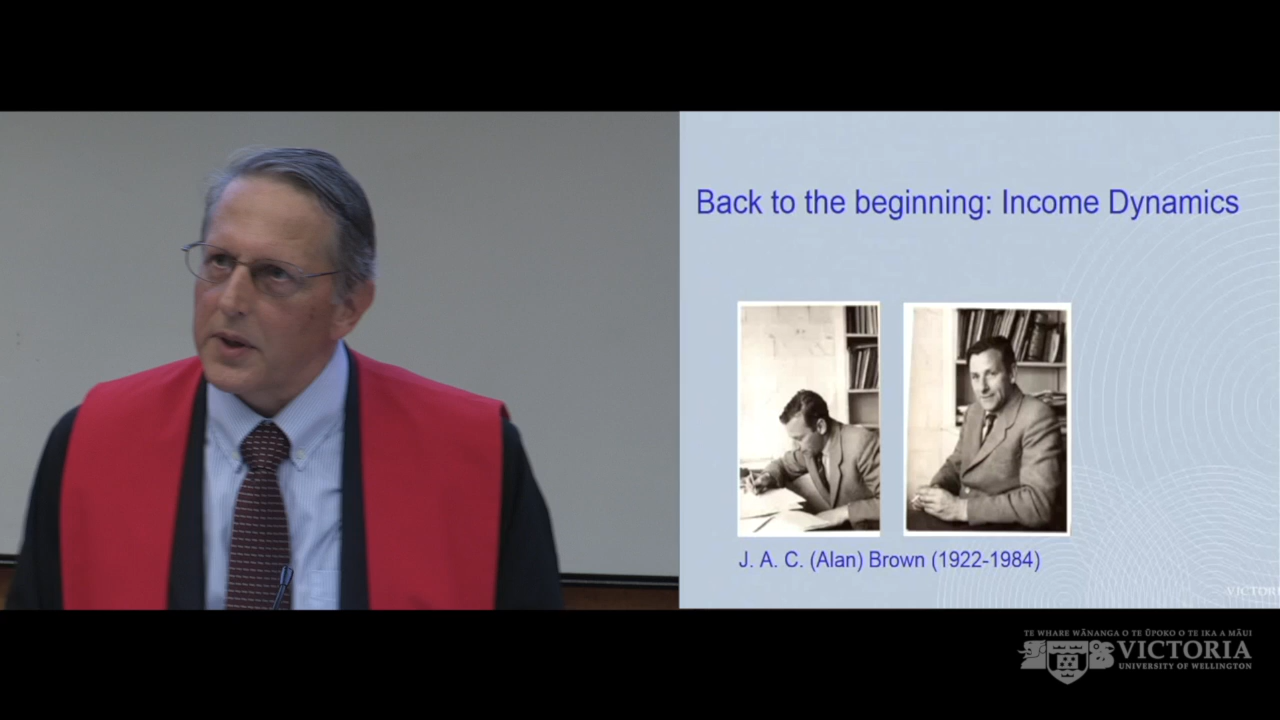 Back to the beginning: Income Dynamics
J. A. C. (Alan) Brown (1922-1984)
VICTOR
TE WHARE WĀNANGA O TE ŪPOKO O TE IKA A MĀUI
VICTORIA
UNIVERSITY OF WELLINGTON